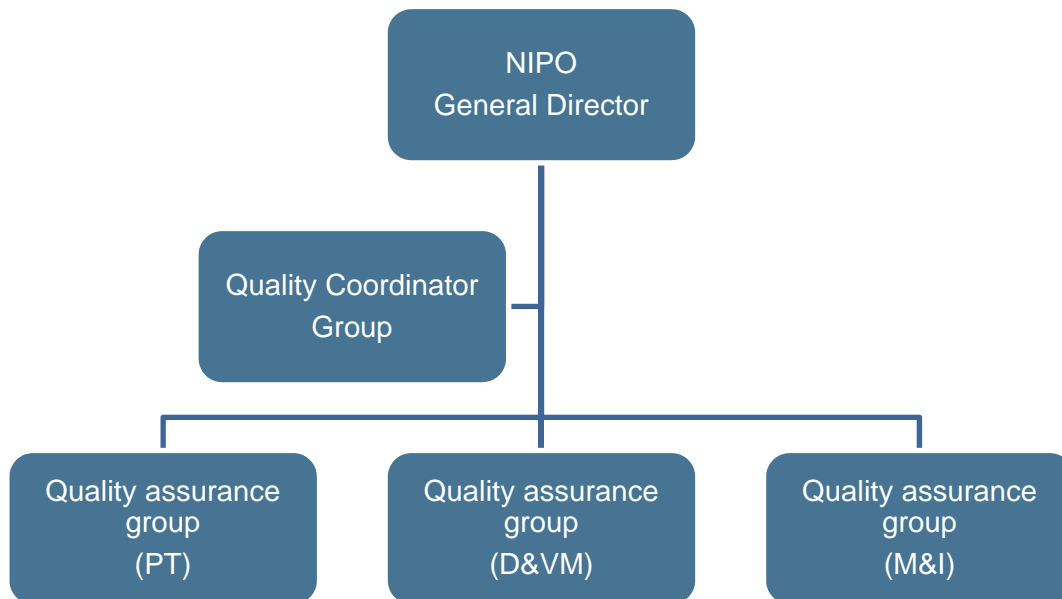 NIPO
General Director
Quality Coordinator
Group
Quality assurance
group
(PT)
Quality assurance
group
(D&VM)
Quality assurance
group
(M&I)